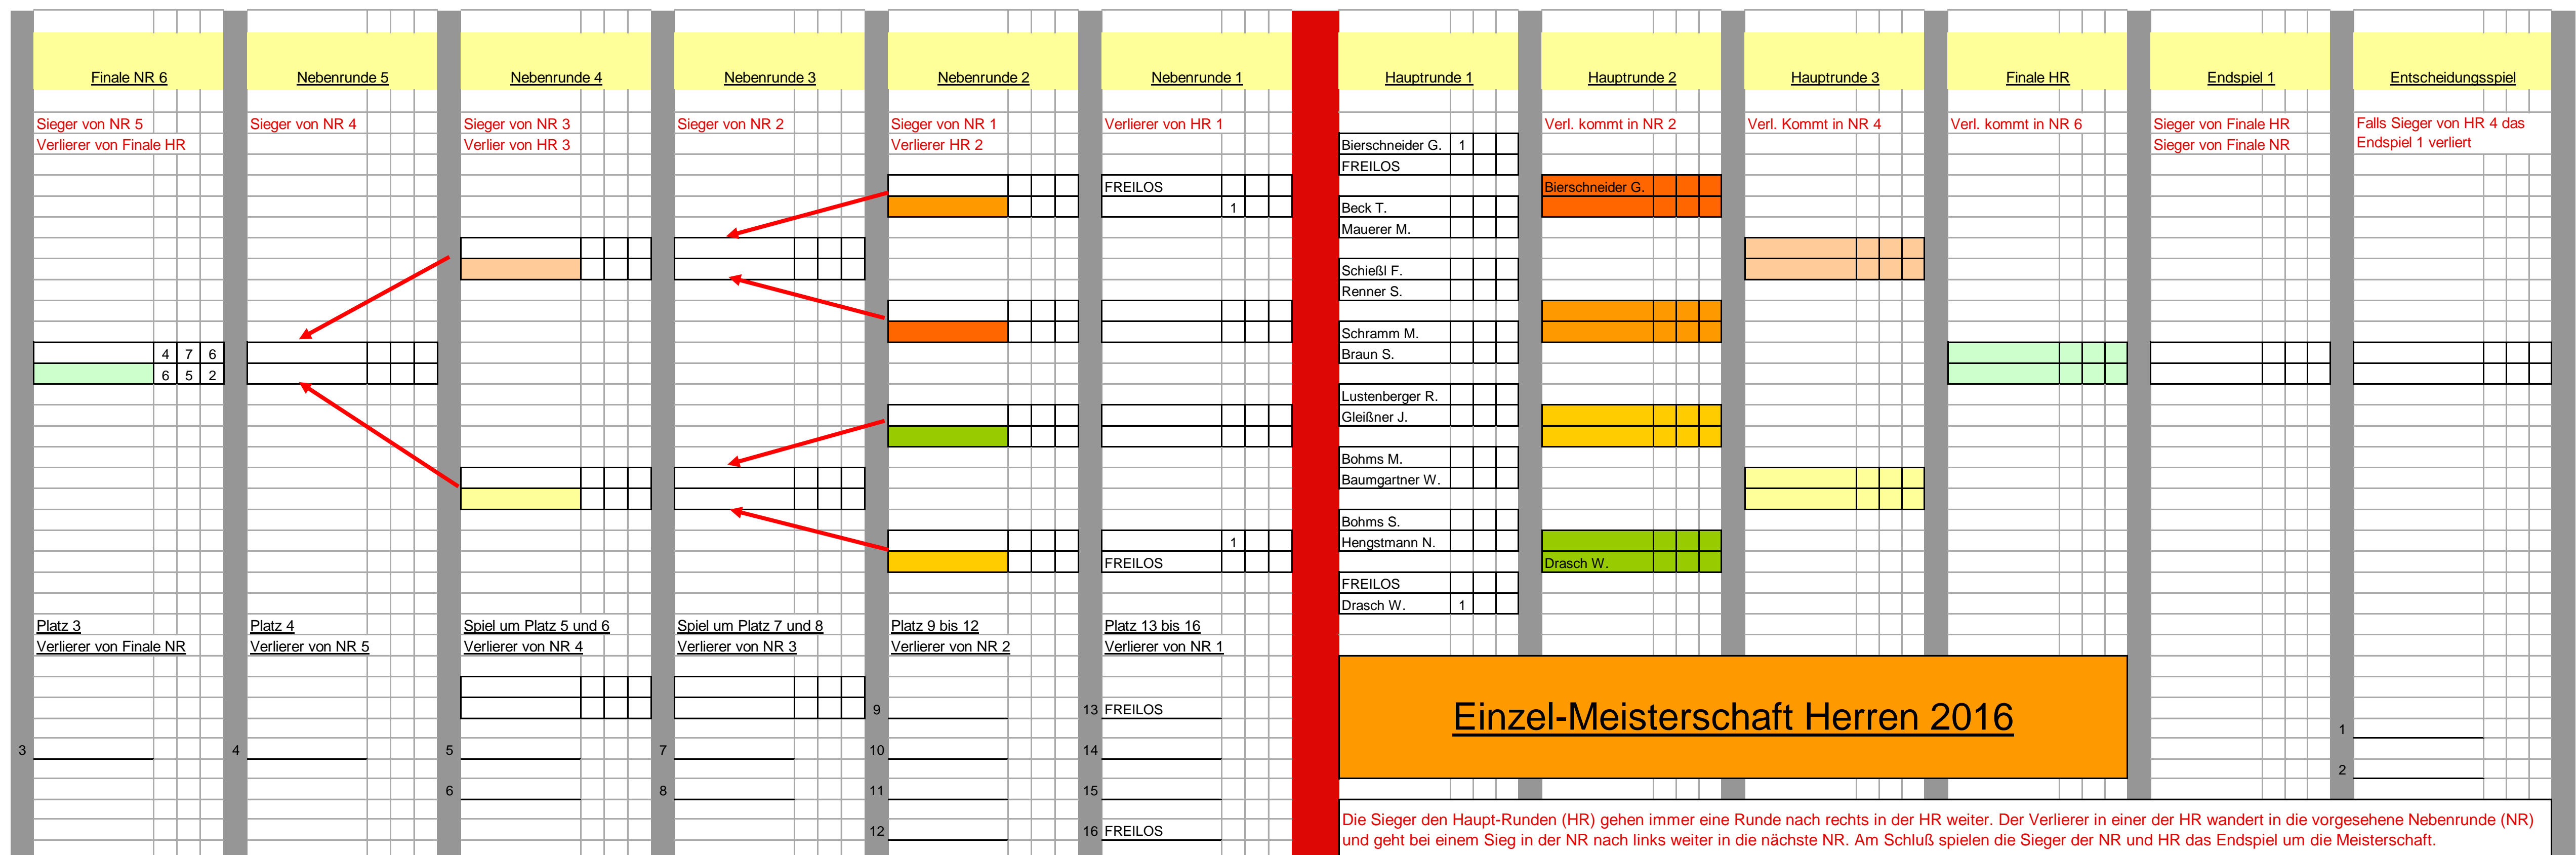 Finale NR 6 Nebenrunde 5 Nebenrunde 4 Nebenrunde 3 Nebenrunde 2 Nebenrunde 1 Hauptrunde 1 Hauptrunde 2 Hauptrunde 3 Finale HR Endspiel 1 Entscheidungsspiel
Sieger von NR 5 Sieger von NR 4 Sieger von NR 3 Sieger von NR 2 Sieger von NR 1 Verlierer von HR 1 Verl. kommt in NR 2 Verl. Kommt in NR 4 Verl. kommt in NR 6 Sieger von Finale HR Falls Sieger von HR 4 das
Verlierer von Finale HR Verlier von HR 3 Verlierer HR 2 Bierschneider G. 1 Sieger von Finale NR Endspiel 1 verliert
FREILOS
FREILOS Bierschneider G.
1 Beck T.
Mauerer M.
Schießl F.
Renner S.
Schramm M.
4 7 6 Braun S.
6 5 2
Lustenberger R.
Gleißner J.
Bohms M.
Baumgartner W.
Bohms S.
1 Hengstmann N.
FREILOS Drasch W.
FREILOS
Drasch W. 1
Platz 3 Platz 4 Spiel um Platz 5 und 6 Spiel um Platz 7 und 8 Platz 9 bis 12 Platz 13 bis 16
Verlierer von Finale NR Verlierer von NR 5 Verlierer von NR 4 Verlierer von NR 3 Verlierer von NR 2 Verlierer von NR 1
9 13 FREILOS
Einzel-Meisterschaft Herren 2016
1
3 4 5 7 10 14
2
6 8 11 15
12 16 FREILOS
Die Sieger den Haupt-Runden (HR) gehen immer eine Runde nach rechts in der HR weiter. Der Verlierer in einer der HR wandert in die vorgesehene Nebenrunde (NR)
und geht bei einem Sieg in der NR nach links weiter in die nächste NR. Am Schluß spielen die Sieger der NR und HR das Endspiel um die Meisterschaft.